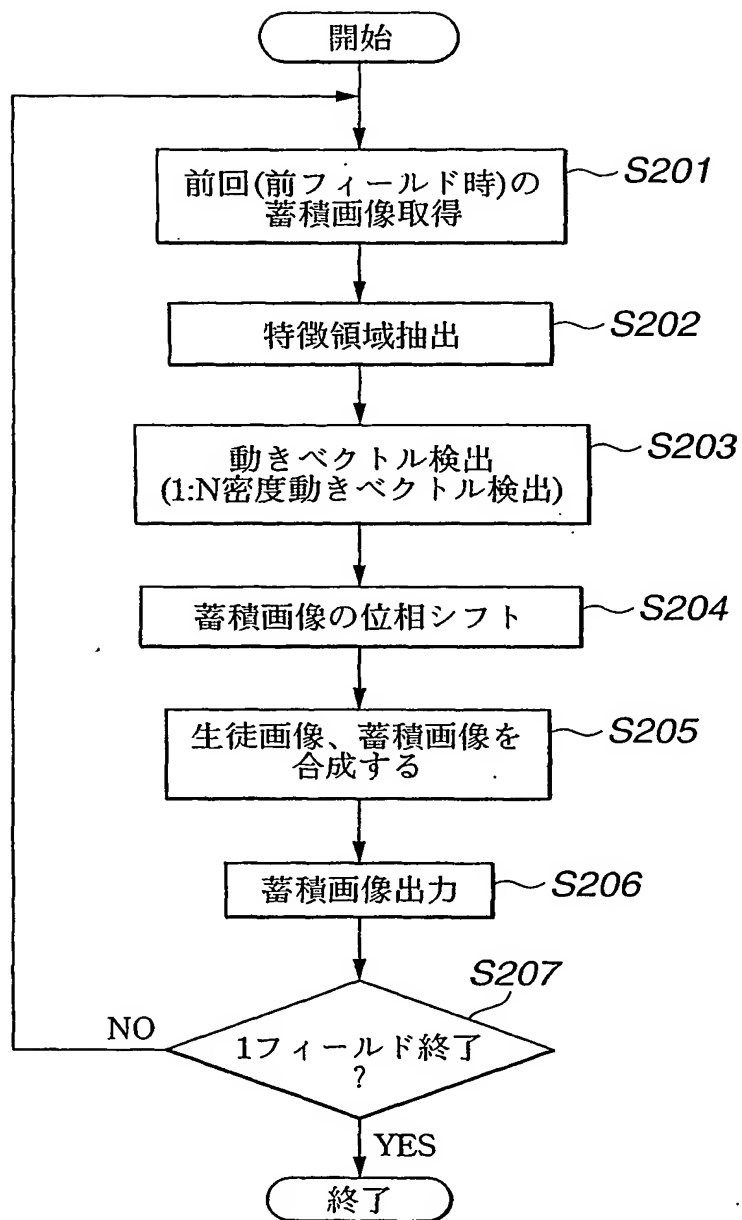 開始
前回(前フィールド時)の
蓄積画像取得
S201
特徴領域抽出
S202
動きベクトル検出
(1:N密度動きベクトル検出)
S203
蓄積画像の位相シフト
S204
生徒画像、蓄積画像を
合成する
S205
蓄積画像出力
S206
S207
1フィールド終了
?
NO
YES
終了